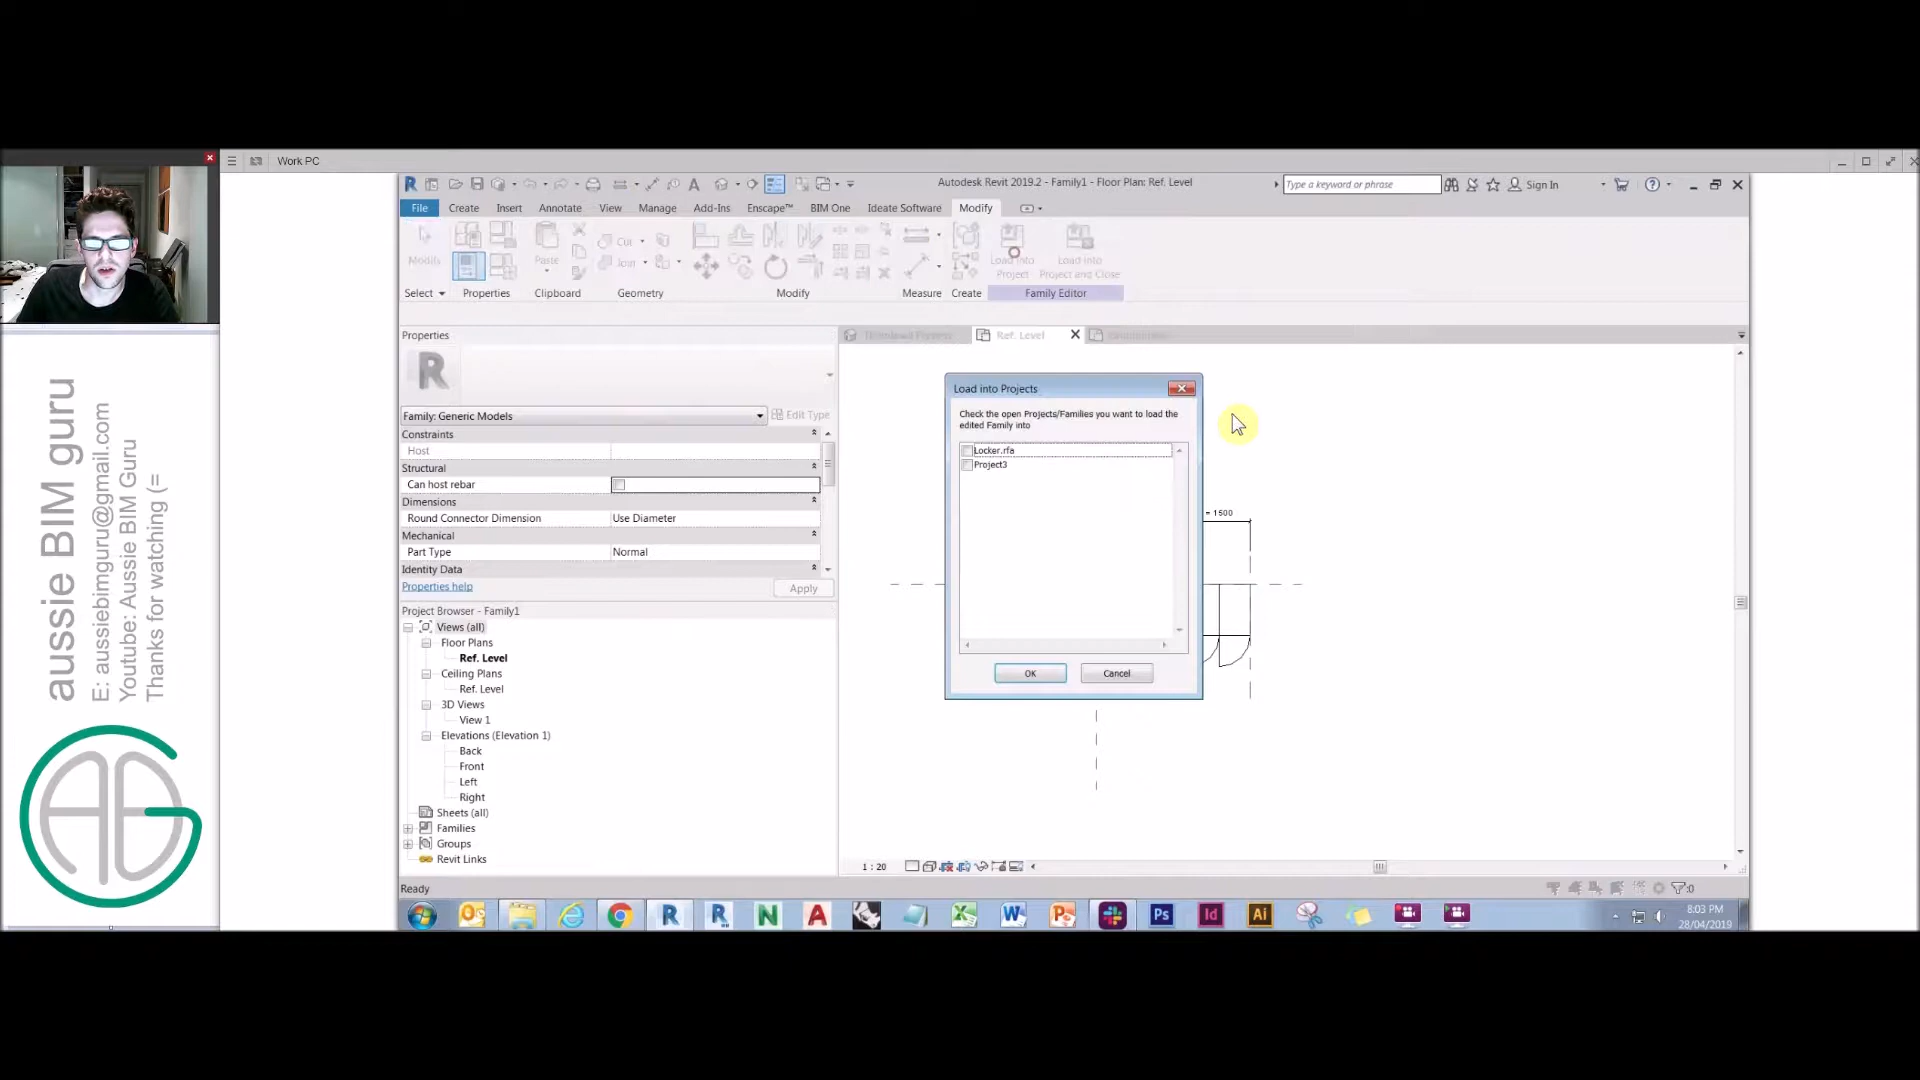 Work PC
Autodesk Revit 2019.2 - Family1 - Floor Plan: Ref. Level
Type a keyword or phrase
Sign In
File Create Insert Annotate View Manage Add-Ins Enscape™ BIM One Ideate Software Modify
Modify
Paste
Cut
Join
Load into
Project
Load into
Project and Close
Select Properties Clipboard Geometry Modify Measure Create Family Editor
Properties
Ref. Level
Family: Generic Models
Edit Type
Constraints
Host
Structural
Can host rebar
Dimensions
Round Connector Dimension Use Diameter
Mechanical
Part Type Normal
Identity Data
Properties help
Apply
Project Browser - Family1
Views (all)
Floor Plans
Ref. Level
Ceiling Plans
Ref. Level
3D Views
View 1
Elevations (Elevation 1)
Back
Front
Left
Right
Sheets (all)
Families
Groups
Revit Links
Load into Projects
Check the open Projects/Families you want to load the
edited Family into
Locker.rfa
Project3
OK
Cancel
= 1500
1 : 20
Ready
:0
8:03 PM
28/04/2019
aussie BIM guru
E: aussiebimguru@gmail.com
Youtube: Aussie BIM Guru
Thanks for watching (=
ABG